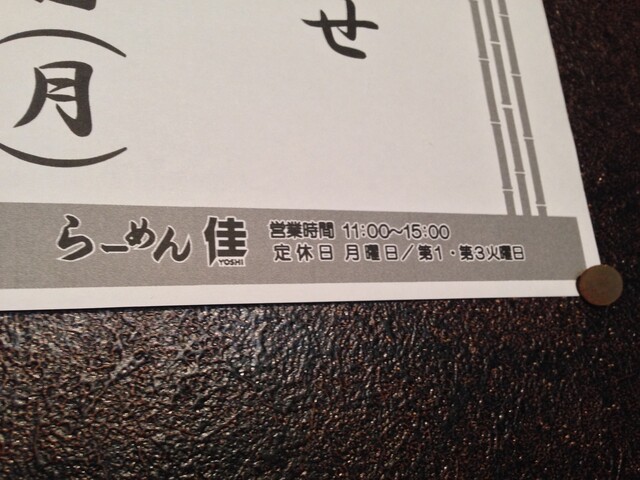 せ
(月)
らーめん 佳 YOSHI
営業時間 11:00～15:00
定休日 月曜日／第1・第3火曜日